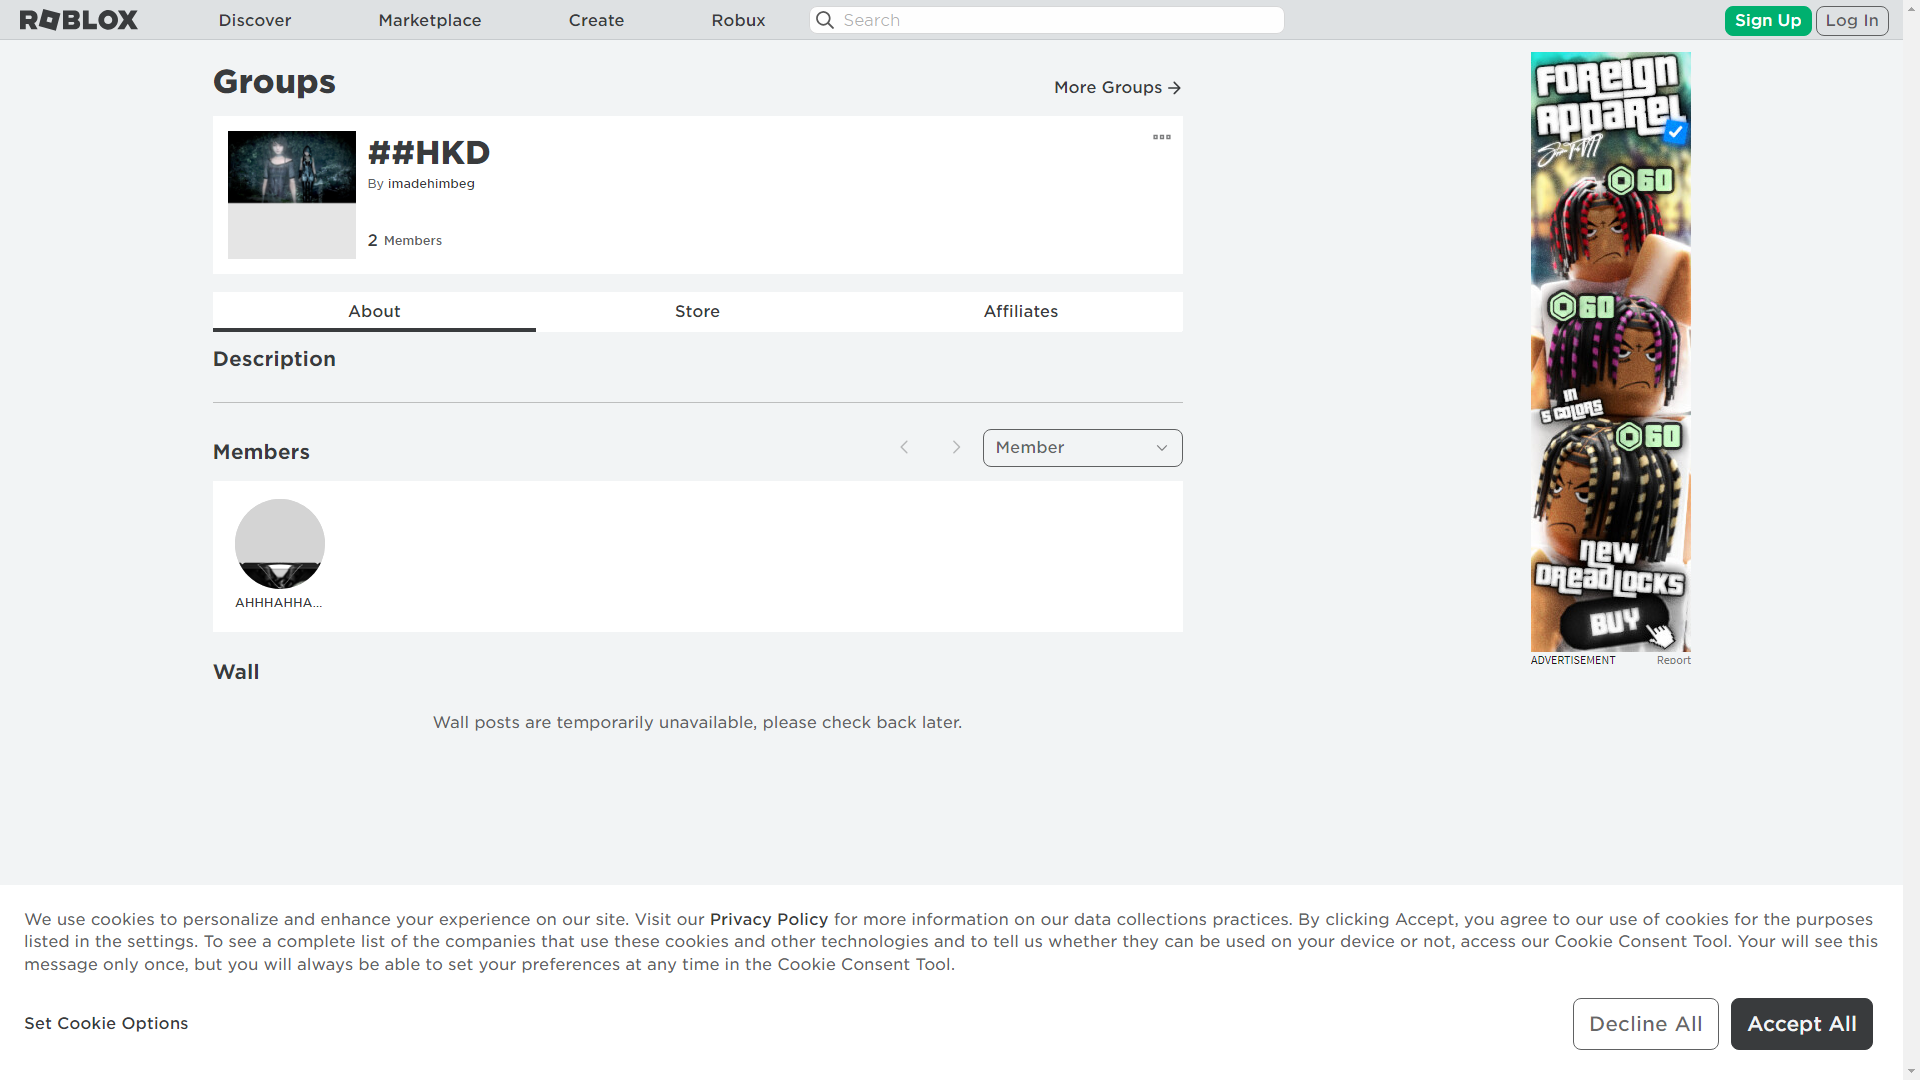 ROBLOX
Discover
Marketplace
Create
Robux
Search
Sign Up
Log In
Groups
More Groups
##HKD
By imadehimbeg
2 Members
About
Store
Affiliates
Description
Members
Member
AHHHAHHA...
Wall
Wall posts are temporarily unavailable, please check back later.
FOREIGN
APPAREL
60
60
IN
5 COLORS
60
NEW
DREADLOCKS
BUY
ADVERTISEMENT
Report
We use cookies to personalize and enhance your experience on our site. Visit our Privacy Policy for more information on our data collections practices. By clicking Accept, you agree to our use of cookies for the purposes
listed in the settings. To see a complete list of the companies that use these cookies and other technologies and to tell us whether they can be used on your device or not, access our Cookie Consent Tool. Your will see this
message only once, but you will always be able to set your preferences at any time in the Cookie Consent Tool.
Set Cookie Options
Decline All
Accept All